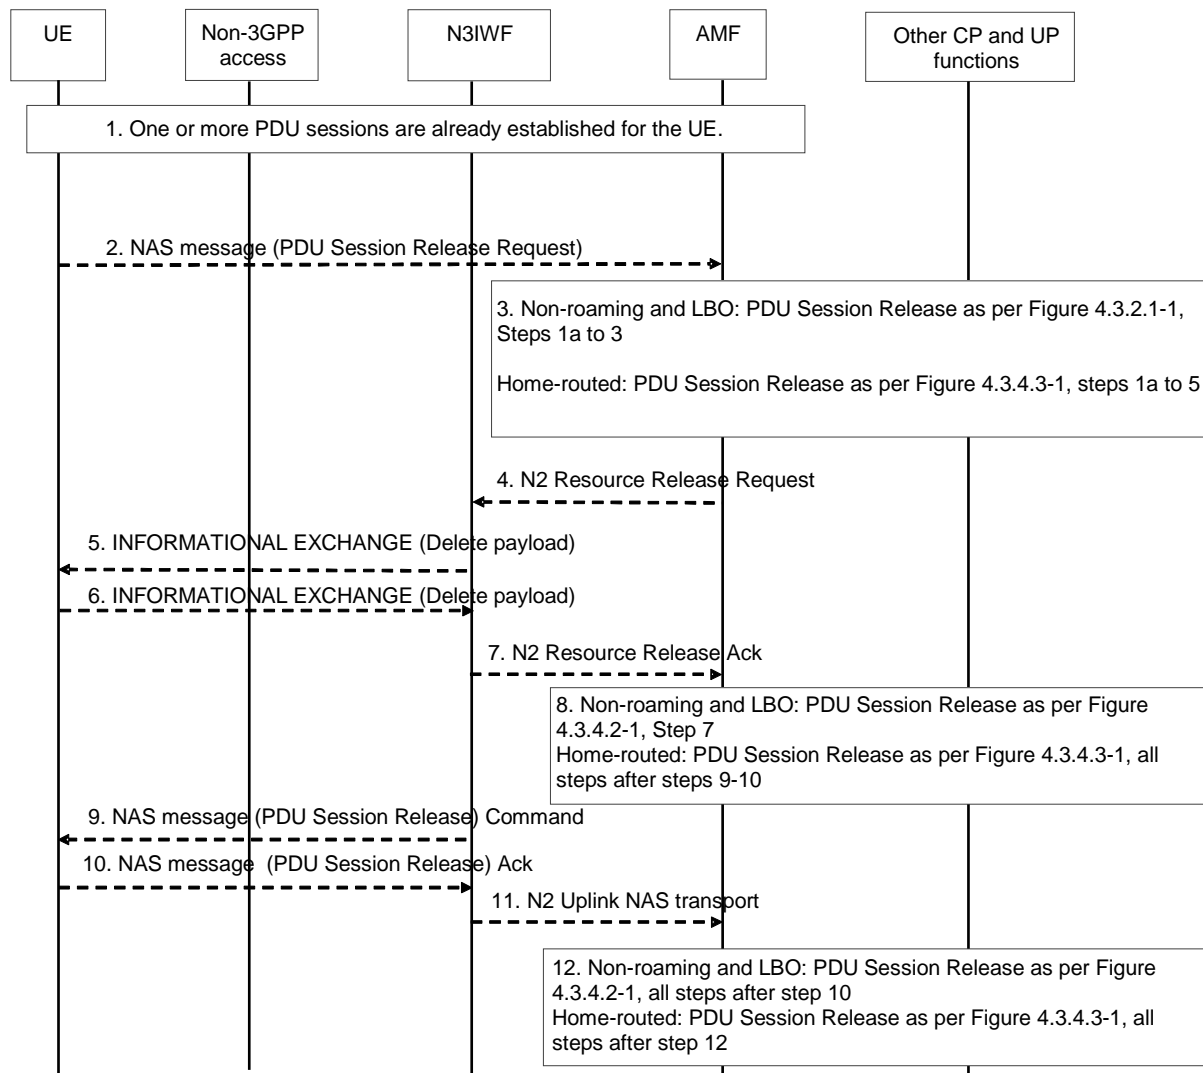 UE
Non-3GPP
access
N3IWF
AMF
Other CP and UP
functions
1. One or more PDU sessions are already established for the UE.
2. NAS message (PDU Session Release Request)
3. Non-roaming and LBO: PDU Session Release as per Figure 4.3.2.1-1,
Steps 1a to 3
Home-routed: PDU Session Release as per Figure 4.3.4.3-1, steps 1a to 5
4. N2 Resource Release Request
5. INFORMATIONAL EXCHANGE (Delete payload)
6. INFORMATIONAL EXCHANGE (Delete payload)
7. N2 Resource Release Ack
8. Non-roaming and LBO: PDU Session Release as per Figure
4.3.4.2-1, Step 7
Home-routed: PDU Session Release as per Figure 4.3.4.3-1, all
steps after steps 9-10
9. NAS message (PDU Session Release) Command
10. NAS message (PDU Session Release) Ack
11. N2 Uplink NAS transport
12. Non-roaming and LBO: PDU Session Release as per Figure
4.3.4.2-1, all steps after step 10
Home-routed: PDU Session Release as per Figure 4.3.4.3-1, all
steps after step 12